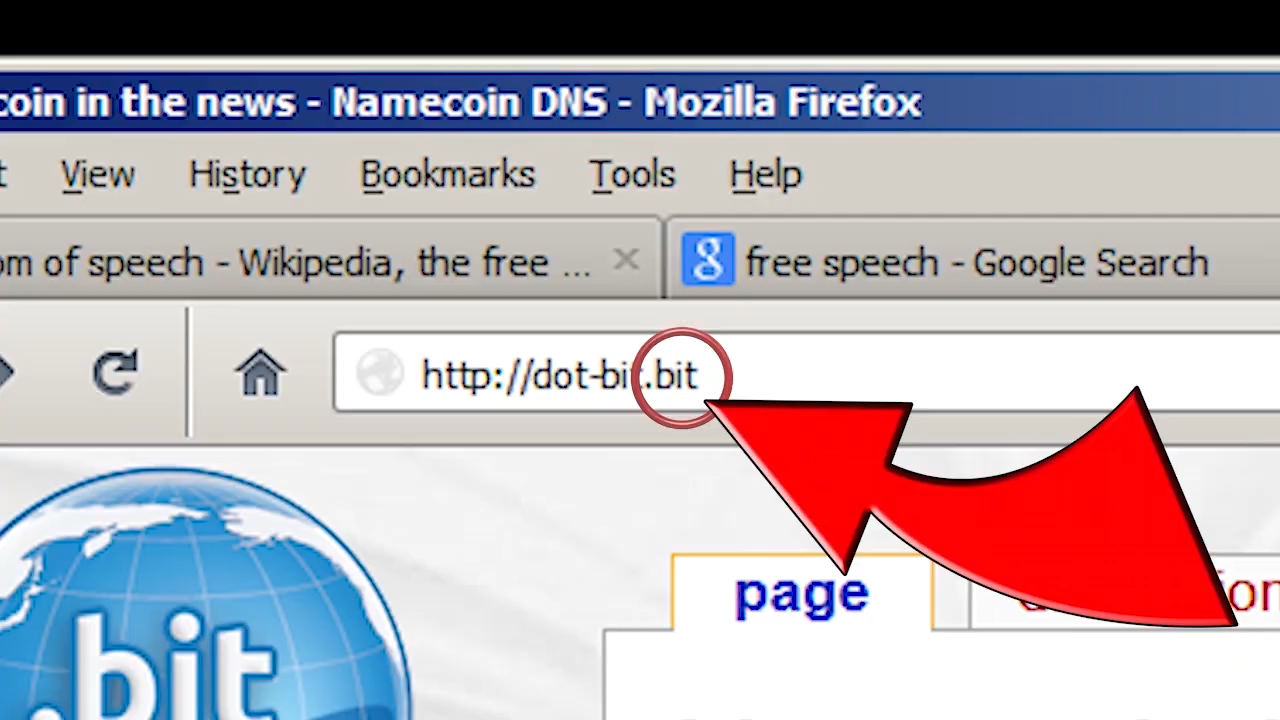 coin in the news - Namecoin DNS - Mozilla Firefox
View History Bookmarks Tools Help
om of speech - Wikipedia, the free ... free speech - Google Search
http://dot-bit.bit
page
.bit